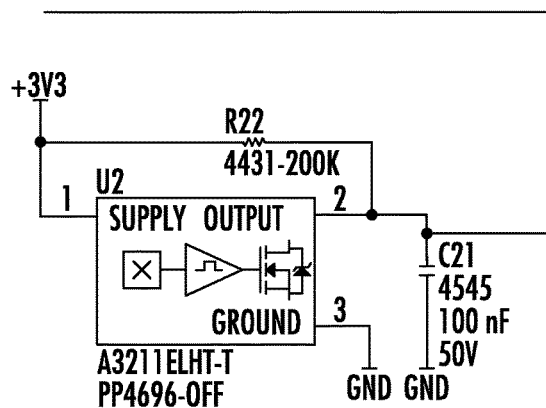 +3V3
R22
4431-200K
U2
1
2
SUPPLY OUTPUT
C21
4545
100 nF
50V
GROUND
3
A3211ELHT-T
PP4696-OFF
GND GND